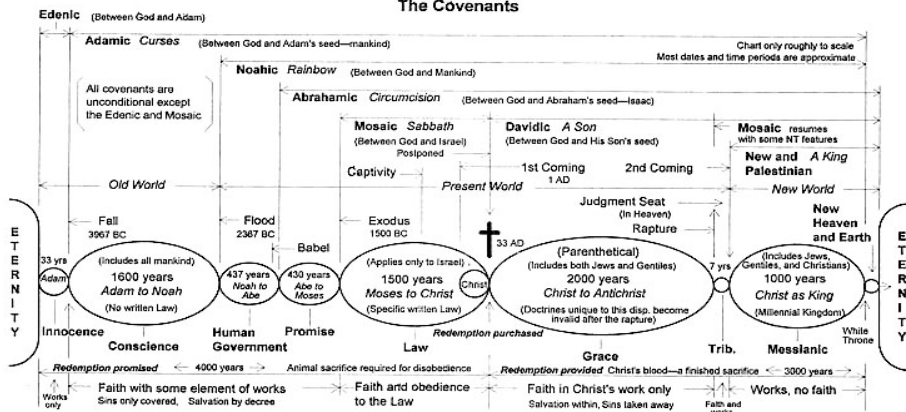 The Covenants
Edenic (Between God and Adam)
Adamic Curses (Between God and Adam's seed—mankind)
Chart only roughly to scale
Most dates and time periods are approximate
Noahic Rainbow (Between God and Mankind)
All covenants are
unconditional except
the Edenic and Mosaic
Abrahamic Circumcision (Between God and Abraham's seed—Isaac)
Mosaic Sabbath
(Between God and Israel)
Postponed
Davidic A Son
(Between God and His Son's seed)
Mosaic resumes
with some NT features
New and A King
Palestinian
Captivity
1st Coming
1 AD
2nd Coming
Old World
Present World
New World
Judgment Seat
(In Heaven)
Rapture
New
Heaven
and Earth
ETERNITY
Fall
3967 BC
Flood
2367 BC
Babel
Exodus
1500 BC
33 AD
33 yrs
Adam
(Includes all mankind)
1600 years
Adam to Noah
(No written Law)
437 years
Noah to
Abe
430 years
Abe to
Moses
(Applies only to Israel)
1500 years
Moses to Christ
(Specific written Law)
Christ
(Parenthetical)
(Includes both Jews and Gentiles)
2000 years
Christ to Antichrist
(Doctrines unique to this disp. become
invalid after the rapture)
7 yrs
(Includes Jews,
Gentiles, and Christians)
1000 years
Christ as King
(Millennial Kingdom)
ETERNITY
White
Throne
Innocence
Conscience
Human
Government
Promise
Law
Redemption purchased
Grace
Trib.
Messianic
Redemption promised
4000 years
Animal sacrifice required for disobedience
Redemption provided Christ's blood—a finished sacrifice
3000 years
Works
only
Faith with some element of works
Sins only covered, Salvation by decree
Faith and obedience
to the Law
Faith in Christ's work only
Salvation within, Sins taken away
Faith and
works
Works, no faith